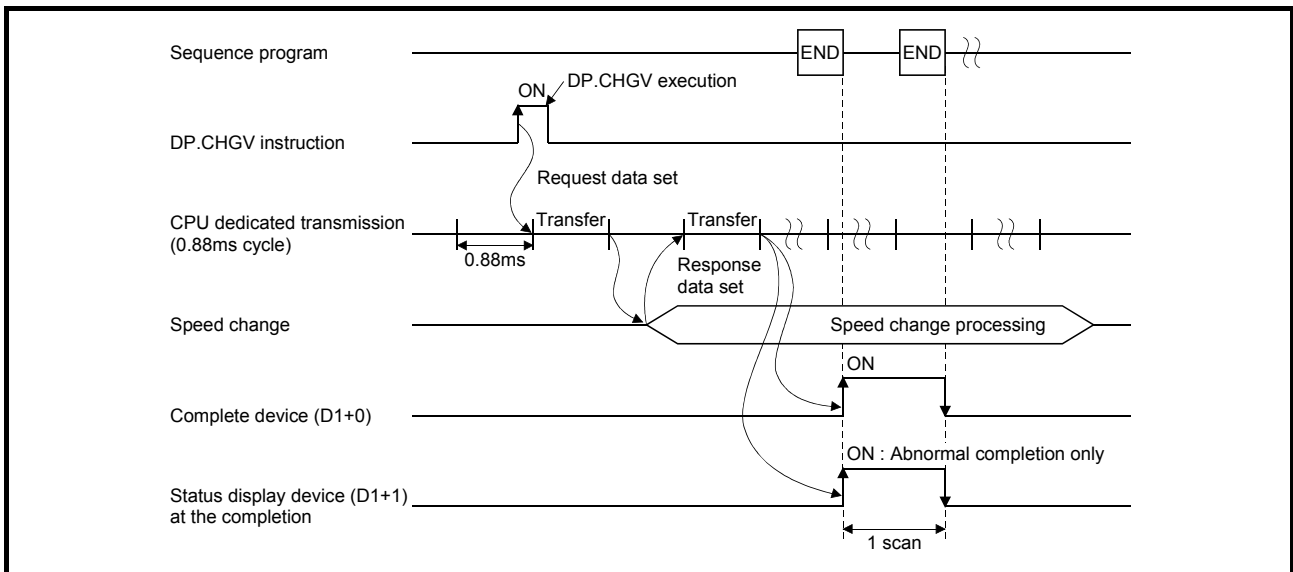 Sequence program
END
END
ON
DP.CHGV execution
DP.CHGV instruction
Request data set
CPU dedicated transmission
(0.88ms cycle)
Transfer
Transfer
0.88ms
Response
data set
Speed change
Speed change processing
ON
Complete device (D1+0)
ON : Abnormal completion only
Status display device (D1+1)
at the completion
1 scan